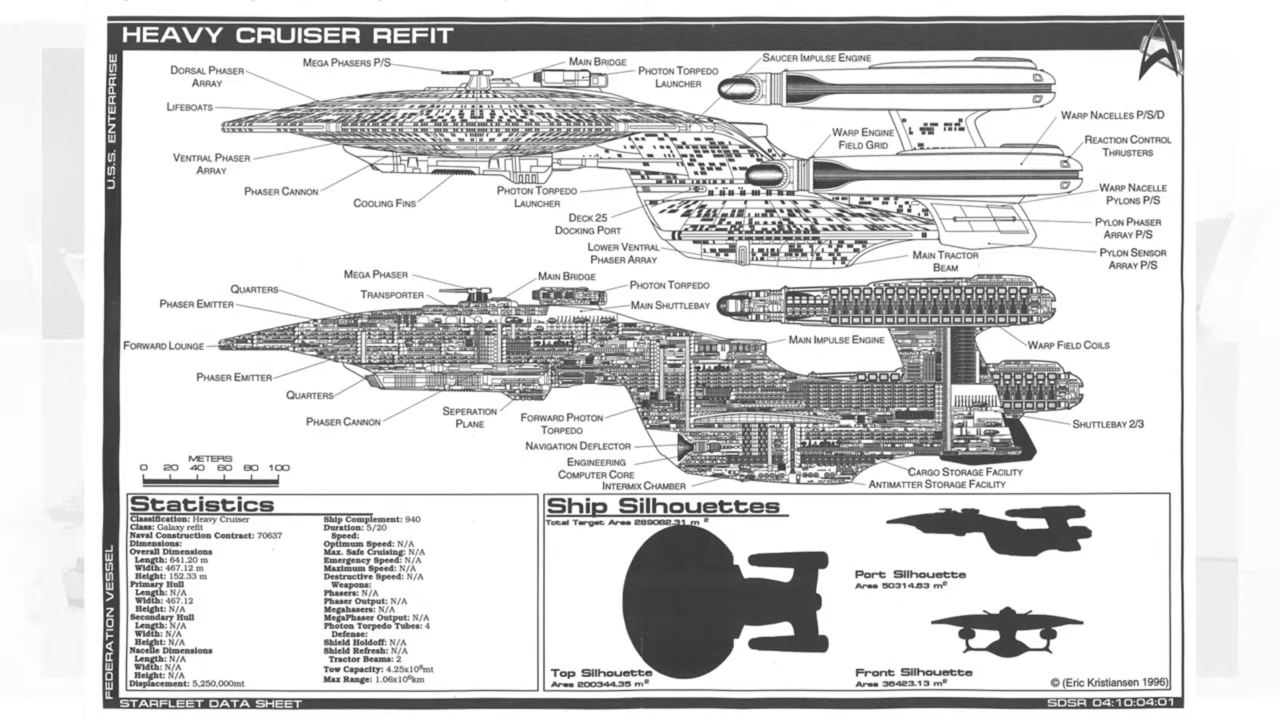 HEAVY CRUISER REFIT
U.S.S. ENTERPRISE
FEDERATION VESSEL
MEGA PHASERS P/S
MAIN BRIDGE
SAUCER IMPULSE ENGINE
DORSAL PHASER
ARRAY
PHOTON TORPEDO
LAUNCHER
LIFEBOATS
WARP NACELLES P/S/D
WARP ENGINE
FIELD GRID
REACTION CONTROL
THRUSTERS
VENTRAL PHASER
ARRAY
PHASER CANNON
COOLING FINS
PHOTON TORPEDO
LAUNCHER
WARP NACELLE
PYLONS P/S
DECK 25
DOCKING PORT
PYLON PHASER
ARRAY P/S
LOWER VENTRAL
PHASER ARRAY
MAIN TRACTOR
BEAM
PYLON SENSOR
ARRAY P/S
MEGA PHASER
MAIN BRIDGE
QUARTERS
TRANSPORTER
PHOTON TORPEDO
PHASER EMITTER
MAIN SHUTTLEBAY
FORWARD LOUNGE
MAIN IMPULSE ENGINE
WARP FIELD COILS
PHASER EMITTER
QUARTERS
PHASER CANNON
SEPERATION
PLANE
FORWARD PHOTON
TORPEDO
SHUTTLEBAY 2/3
NAVIGATION DEFLECTOR
ENGINEERING
COMPUTER CORE
INTERMIX CHAMBER
CARGO STORAGE FACILITY
ANTIMATTER STORAGE FACILITY
METERS
0 20 40 60 80 100
Statistics
Classification: Heavy Cruiser
Class: Galaxy refit
Naval Construction Contract: 70637
Dimensions:
Overall Dimensions
Length: 641.20 m
Width: 467.12 m
Height: 152.33 m
Primary Hull
Length: N/A
Width: 467.12
Height: N/A
Secondary Hull
Length: N/A
Width: N/A
Height: N/A
Nacelle Dimensions
Length: N/A
Width: N/A
Height: N/A
Displacement: 5,250,000mt
Ship Complement: 940
Duration: 5/20
Speed:
Optimum Speed: N/A
Max. Safe Cruising: N/A
Emergency Speed: N/A
Maximum Speed: N/A
Destructive Speed: N/A
Weapons:
Phasers: N/A
Phaser Output: N/A
Megahasers: N/A
MegaPhaser Output: N/A
Photon Torpedo Tubes: 4
Defense:
Shield Holdoff: N/A
Shield Refresh: N/A
Tractor Beams: 2
Tow Capacity: 4.25x10⁸mt
Max Range: 1.06x10⁶km
Ship Silhouettes
Total Target Area 289082.31 m²
Port Silhouette
Area 50314.83 m²
Top Silhouette
Area 200344.35 m²
Front Silhouette
Area 36423.13 m²
© (Eric Kristiansen 1996)
STARFLEET DATA SHEET
SDSR 04:10:04:01